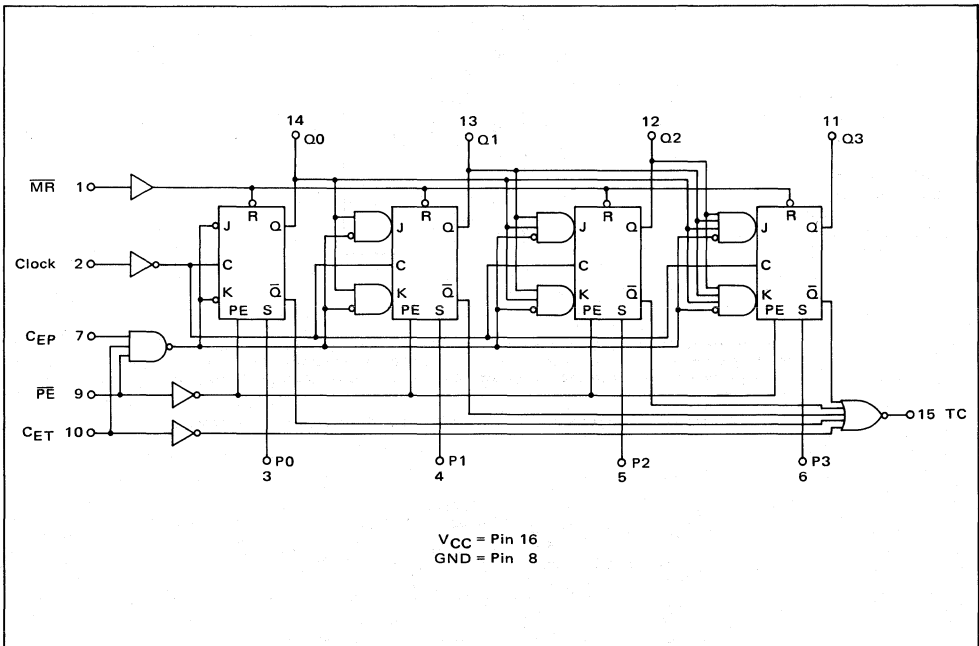 14
Q0
13
Q1
12
Q2
11
Q3
MR 1
R
R
R
R
J Q
J Q
J Q
J Q
Clock 2
C
C
C
C
K Q
K Q
K Q
K Q
PE S
PE S
PE S
PE S
CEP 7
PE 9
CET 10
15 TC
P0
3
P1
4
P2
5
P3
6
VCC = Pin 16
GND = Pin 8